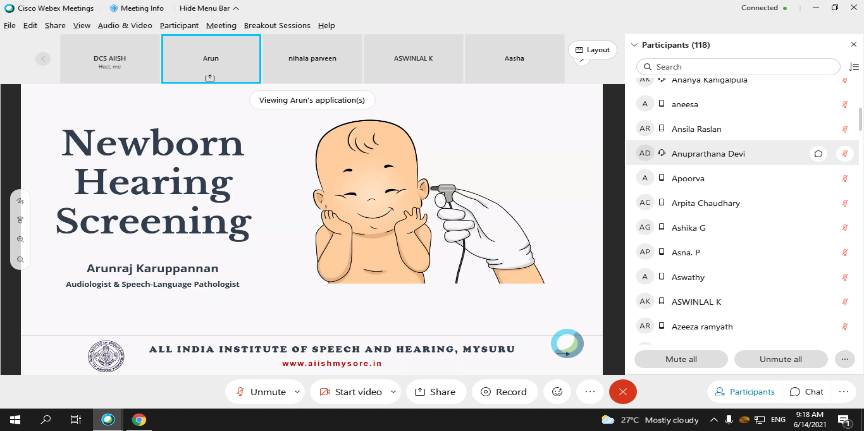 Cisco Webex Meetings
Meeting Info
Hide Menu Bar
Connected
File Edit Share View Audio & Video Participant Meeting Breakout Sessions Help
DCS AIISH
Host, me
Arun
nihala parveen
ASWINLAL K
Aasha
Layout
Viewing Arun's application(s)
Newborn
Hearing
Screening
Arunraj Karuppannan
Audiologist & Speech-Language Pathologist
ALL INDIA INSTITUTE OF SPEECH AND HEARING, MYSURU
www.aiishmysore.in
Participants (118)
Search
AK Ananya Kanigalpula
A aneesa
AR Ansila Raslan
AD Anuprarthana Devi
A Apoorva
AC Arpita Chaudhary
AG Ashika G
AP Asna. P
A Aswathy
AK ASWINLAL K
AR Azeeza ramyath
Mute all
Unmute all
Unmute
Start video
Share
Record
Participants
Chat
27°C Mostly cloudy
ENG
9:18 AM
6/14/2021
1